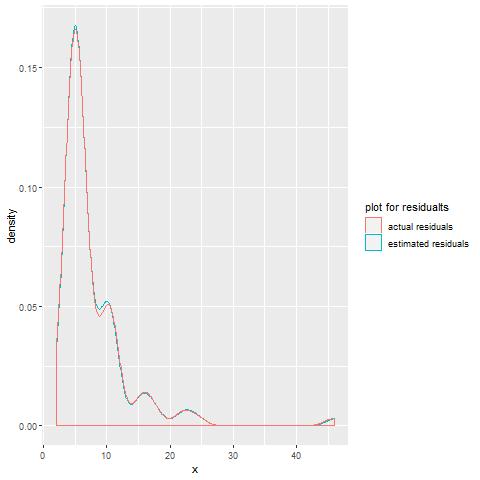 0.15
0.10
0.05
0.00
density
0
10
20
30
40
x
plot for residualts
actual residuals
estimated residuals